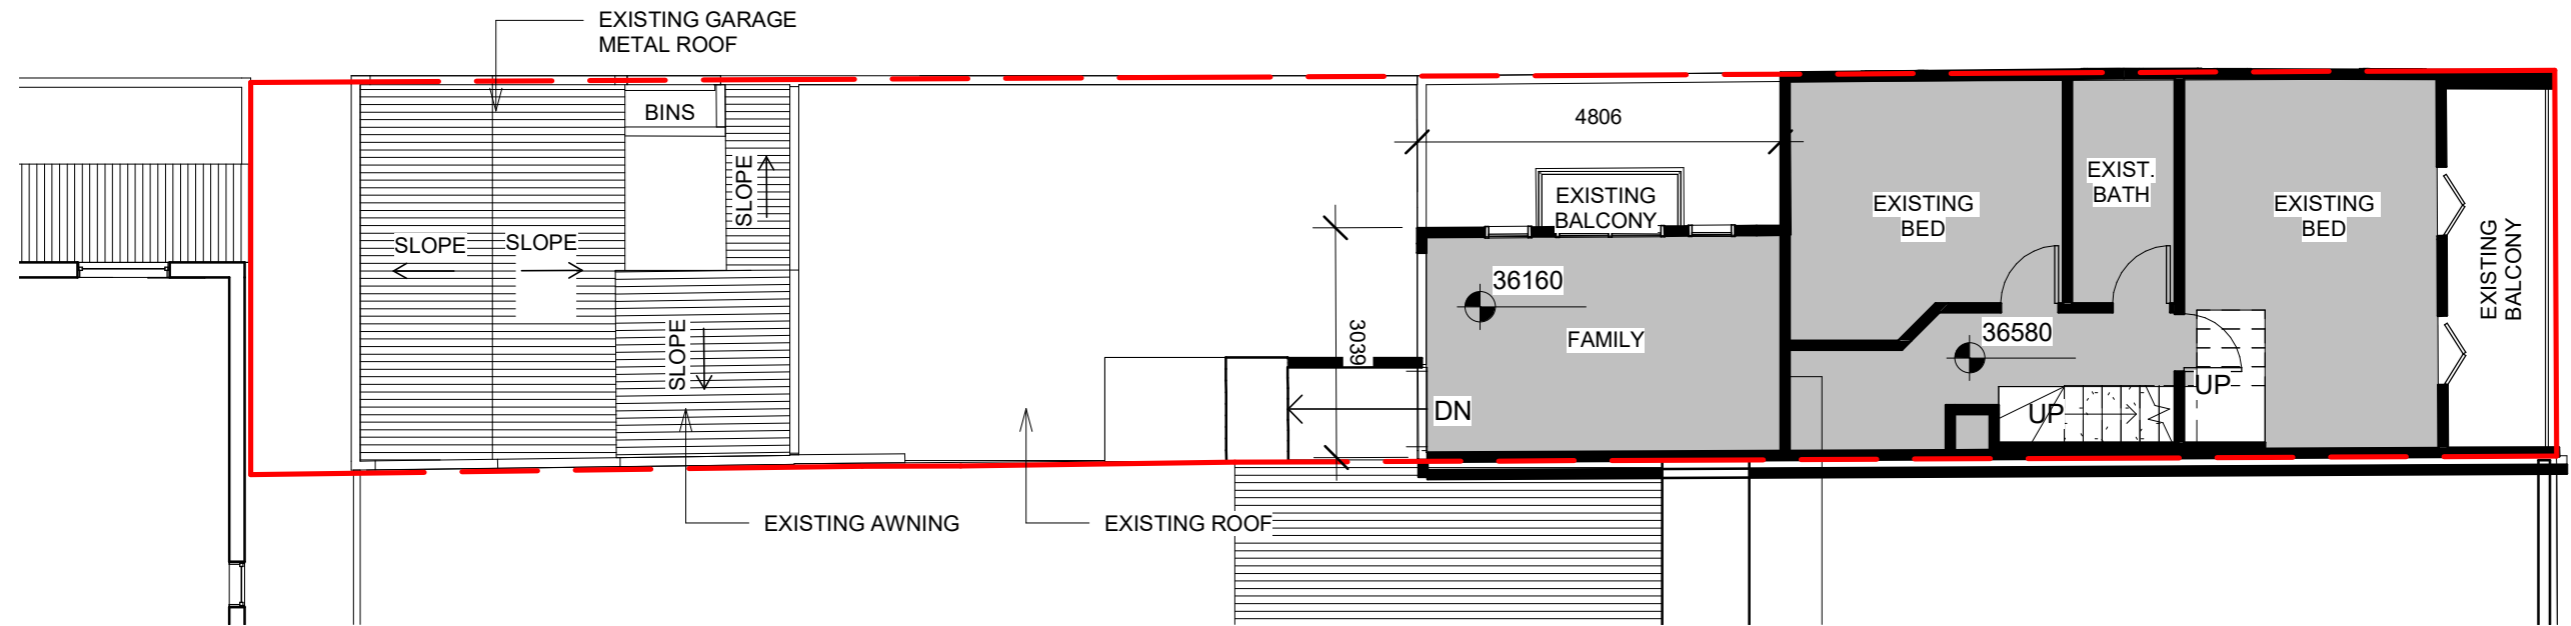 EXISTING GARAGE
METAL ROOF
BINS
SLOPE
SLOPE
SLOPE
SLOPE
4806
EXISTING
BALCONY
3039
36160
FAMILY
DN
EXISTING
BED
EXIST.
BATH
EXISTING
BED
36580
UP
UP
EXISTING
BALCONY
EXISTING AWNING
EXISTING ROOF